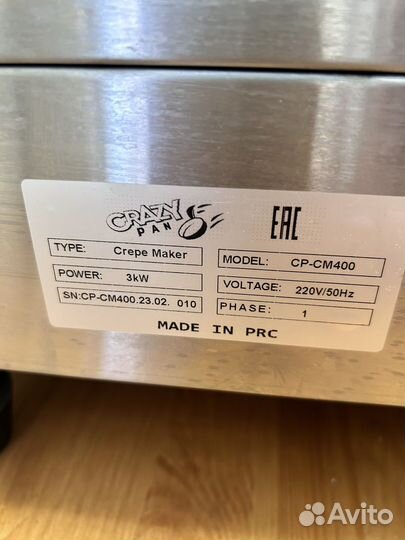 CRAZY PAN
EAC
TYPE: Crepe Maker
MODEL: CP-CM400
POWER: 3kW
VOLTAGE: 220V/50Hz
SN:CP-CM400.23.02. 010
PHASE: 1
MADE IN PRC
Avito